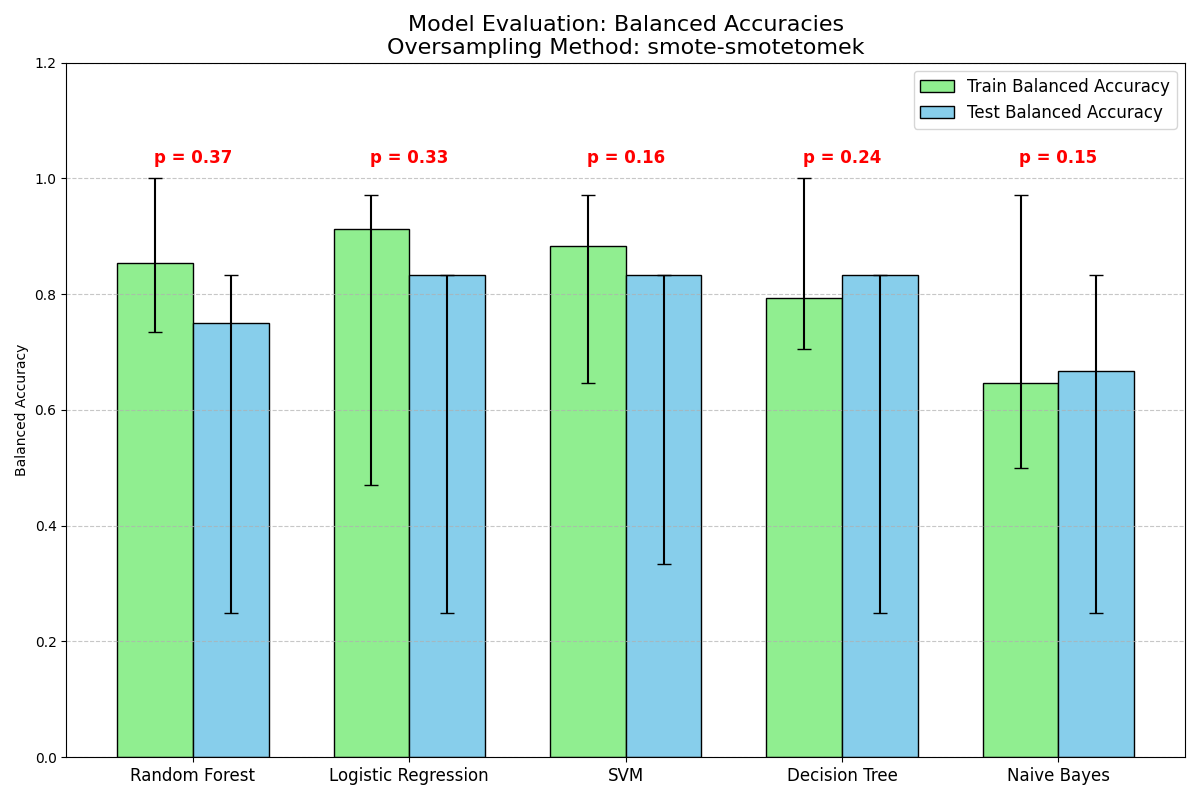 Model Evaluation: Balanced Accuracies
Oversampling Method: smote-smotetomek
Train Balanced Accuracy
Test Balanced Accuracy
p = 0.37
p = 0.33
p = 0.16
p = 0.24
p = 0.15
Balanced Accuracy
1.2
1.0
0.8
0.6
0.4
0.2
0.0
Random Forest
Logistic Regression
SVM
Decision Tree
Naive Bayes